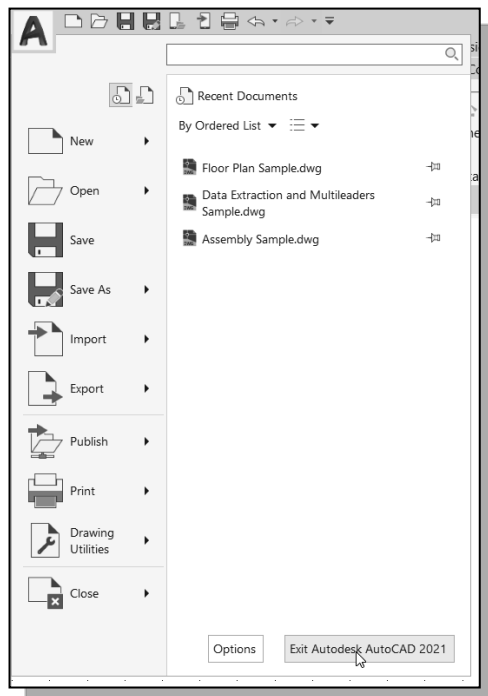 A
Recent Documents
By Ordered List
New
Floor Plan Sample.dwg
Open
Data Extraction and Multileaders
Sample.dwg
Save
Assembly Sample.dwg
Save As
Import
Export
Publish
Print
Drawing
Utilities
Close
Options
Exit Autodesk AutoCAD 2021